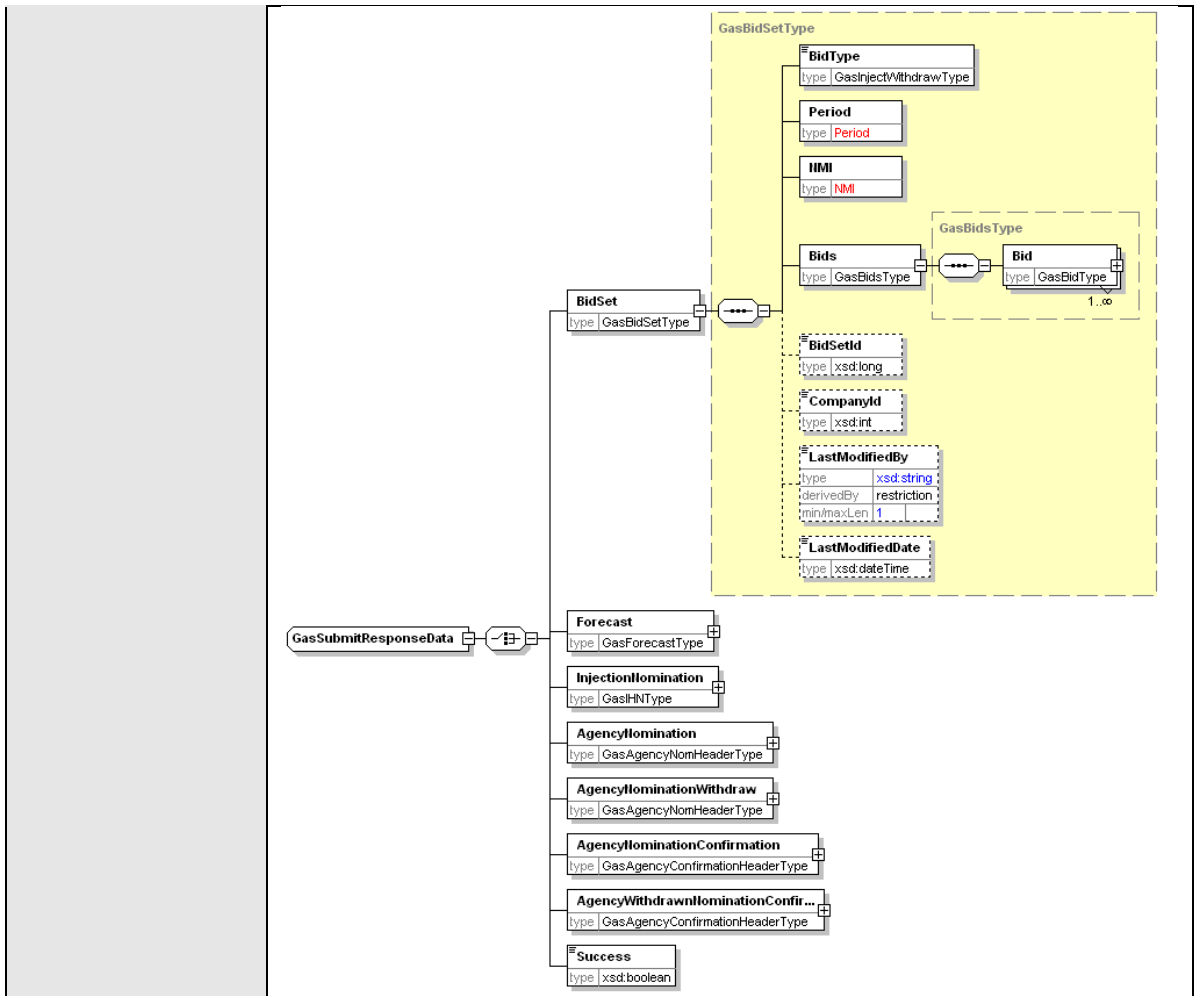 GasBidSetType
BidType
type GasInjectWithdrawType
Period
type Period
NMI
type NMI
GasBidsType
Bids
type GasBidsType
Bid
type GasBidType
1..∞
BidSet
type GasBidSetType
BidSetId
type xsd:long
CompanyId
type xsd:int
LastModifiedBy
type xsd:string
derivedBy restriction
min/maxLen 1
LastModifiedDate
type xsd:dateTime
GasSubmitResponseData
Forecast
type GasForecastType
InjectionNomination
type GasIHNType
AgencyNomination
type GasAgencyNomHeaderType
AgencyNominationWithdraw
type GasAgencyNomHeaderType
AgencyNominationConfirmation
type GasAgencyConfirmationHeaderType
AgencyWithdrawnNominationConfir...
type GasAgencyConfirmationHeaderType
Success
type xsd:boolean